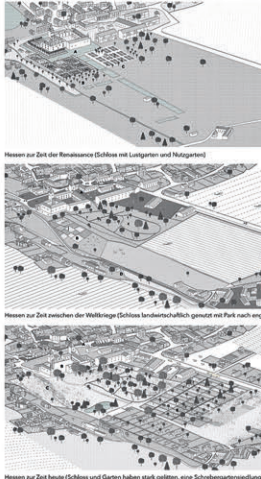 Hessen zur Zeit der Renaissance (Schloss mit Lustgarten und Nutzgarten)
Hessen zur Zeit zwischen der Weltkriege (Schloss landwirtschaftlich genutzt mit Park nach eng
Hessen zur Zeit heute (Schloss und Garten haben stark gelitten, eine Schrebergartensiedlung